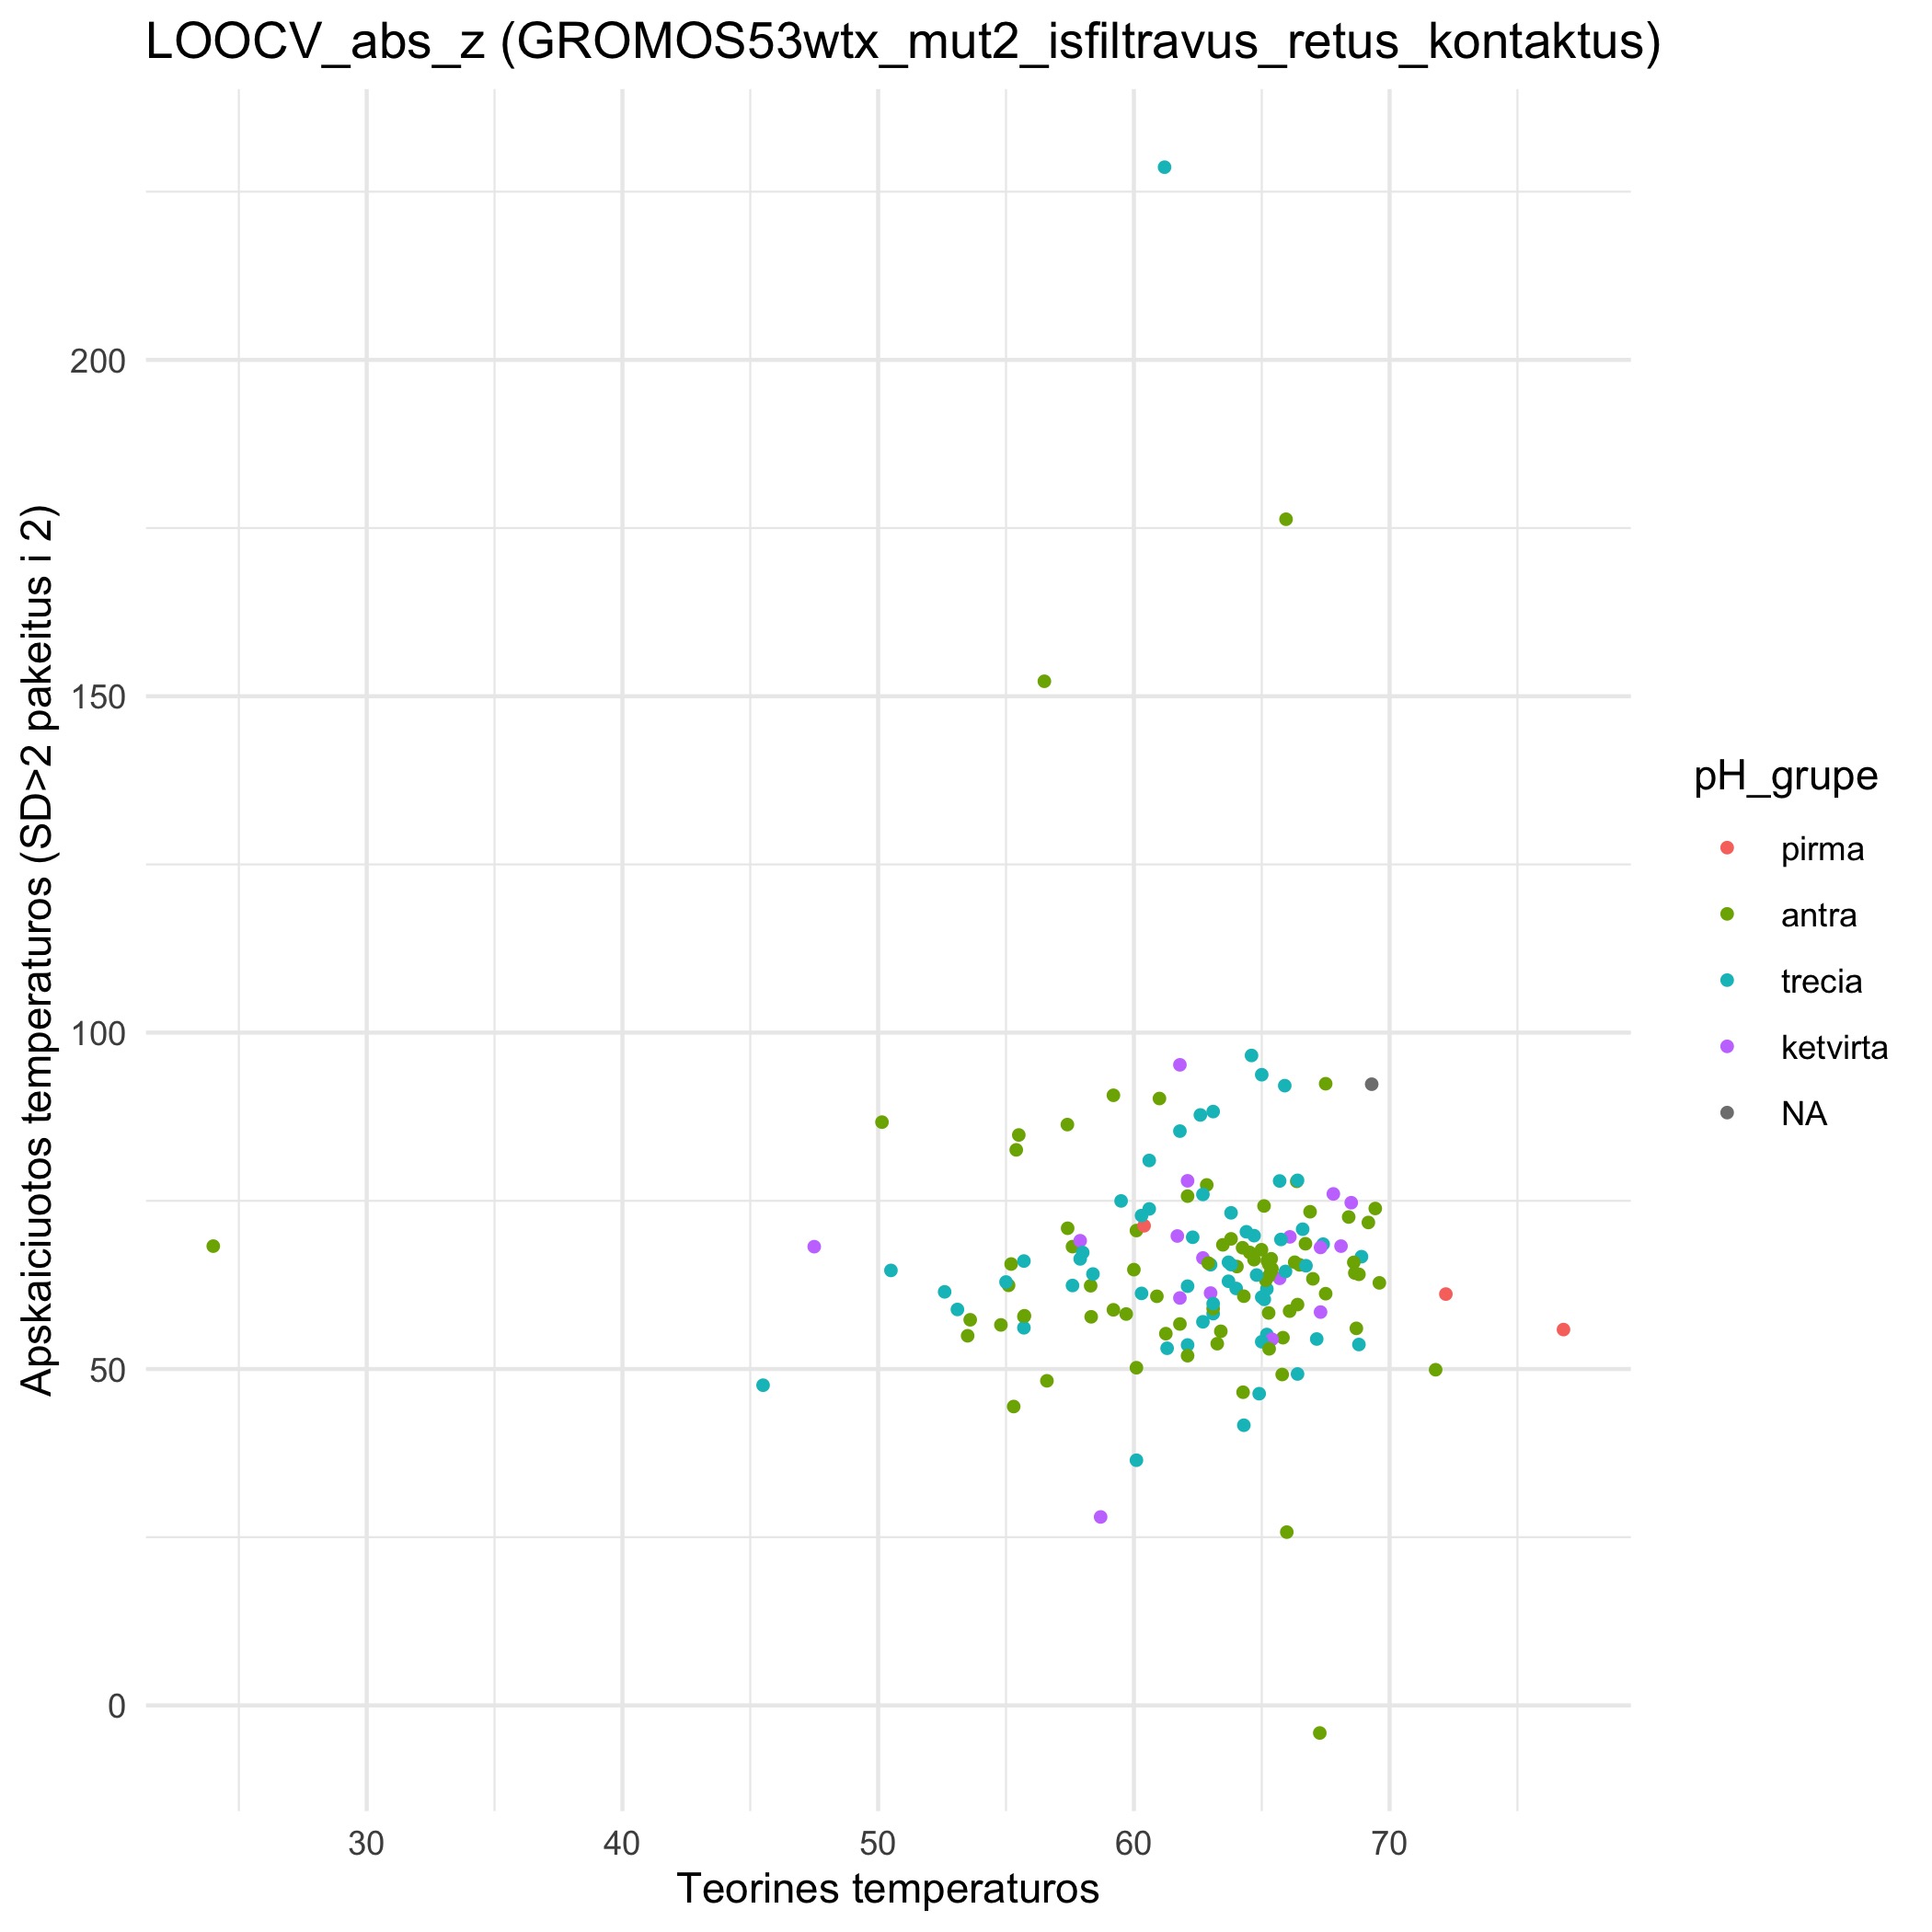 LOOCV_abs_z (GROMOS53wtx_mut2_isfiltravus_retus_kontaktus)
Apskaiciuotos temperaturos (SD>2 pakeitus i 2)
200
150
100
50
0
30
40
50
60
70
Teorines temperaturos
pH_grupe
pirma
antra
trecia
ketvirta
NA